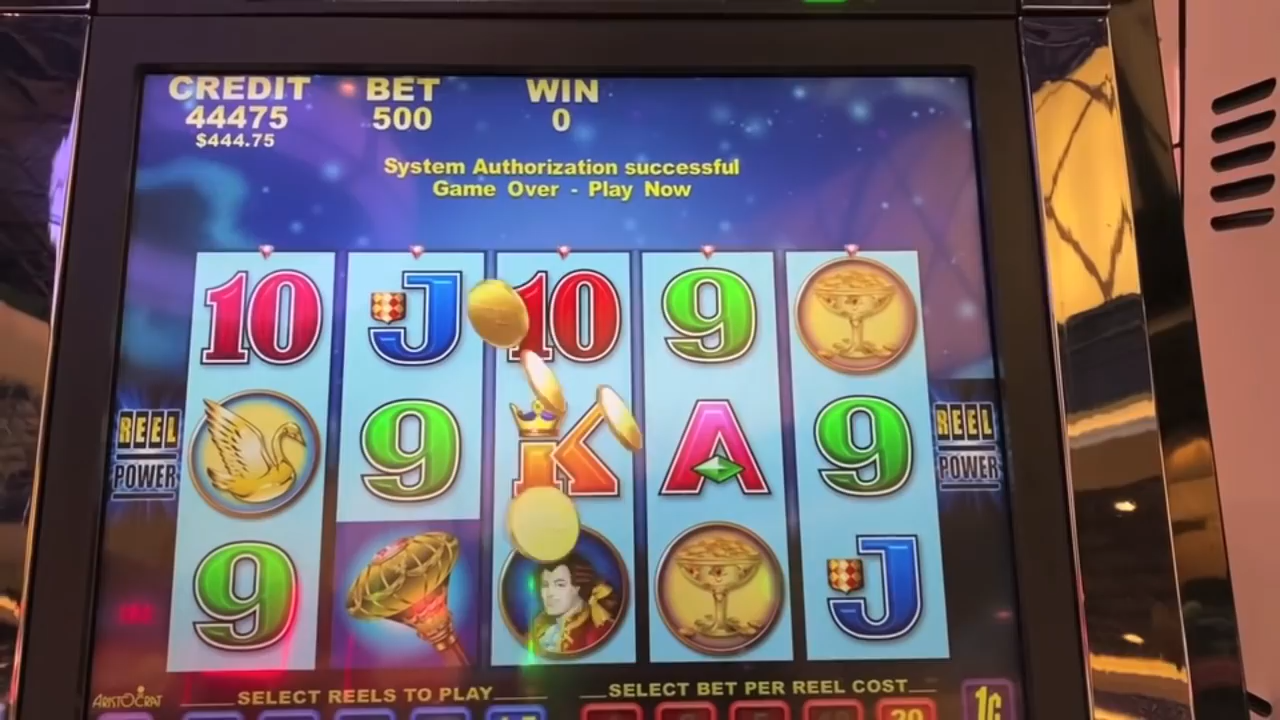 CREDIT BET WIN
44475 500 0
$444.75
System Authorization successful
Game Over - Play Now
10 J 10 9
REEL POWER
9 K A 9
REEL POWER
9 J
ARISTOCRAT
SELECT REELS TO PLAY
SELECT BET PER REEL COST
1¢